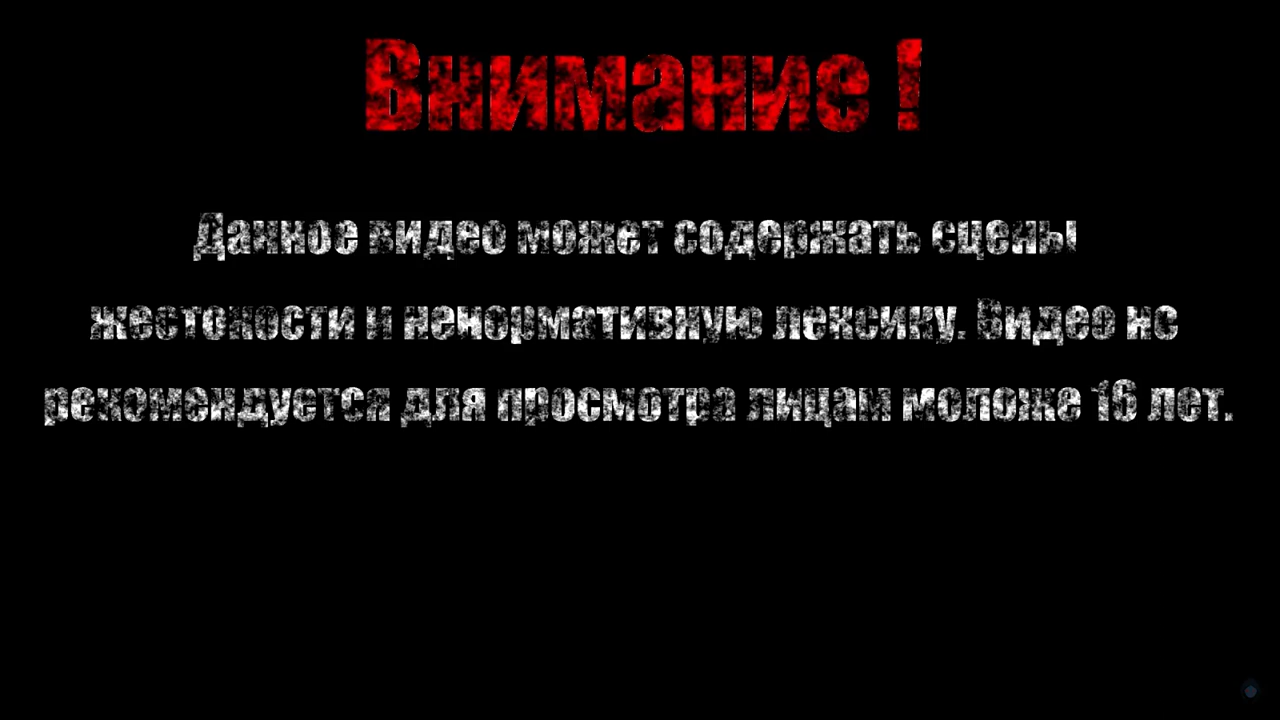 Внимание !
Данное видео может содержать сцены
жестокости и ненормативную лексику. Видео не
рекомендуется для просмотра лицам моложе 16 лет.